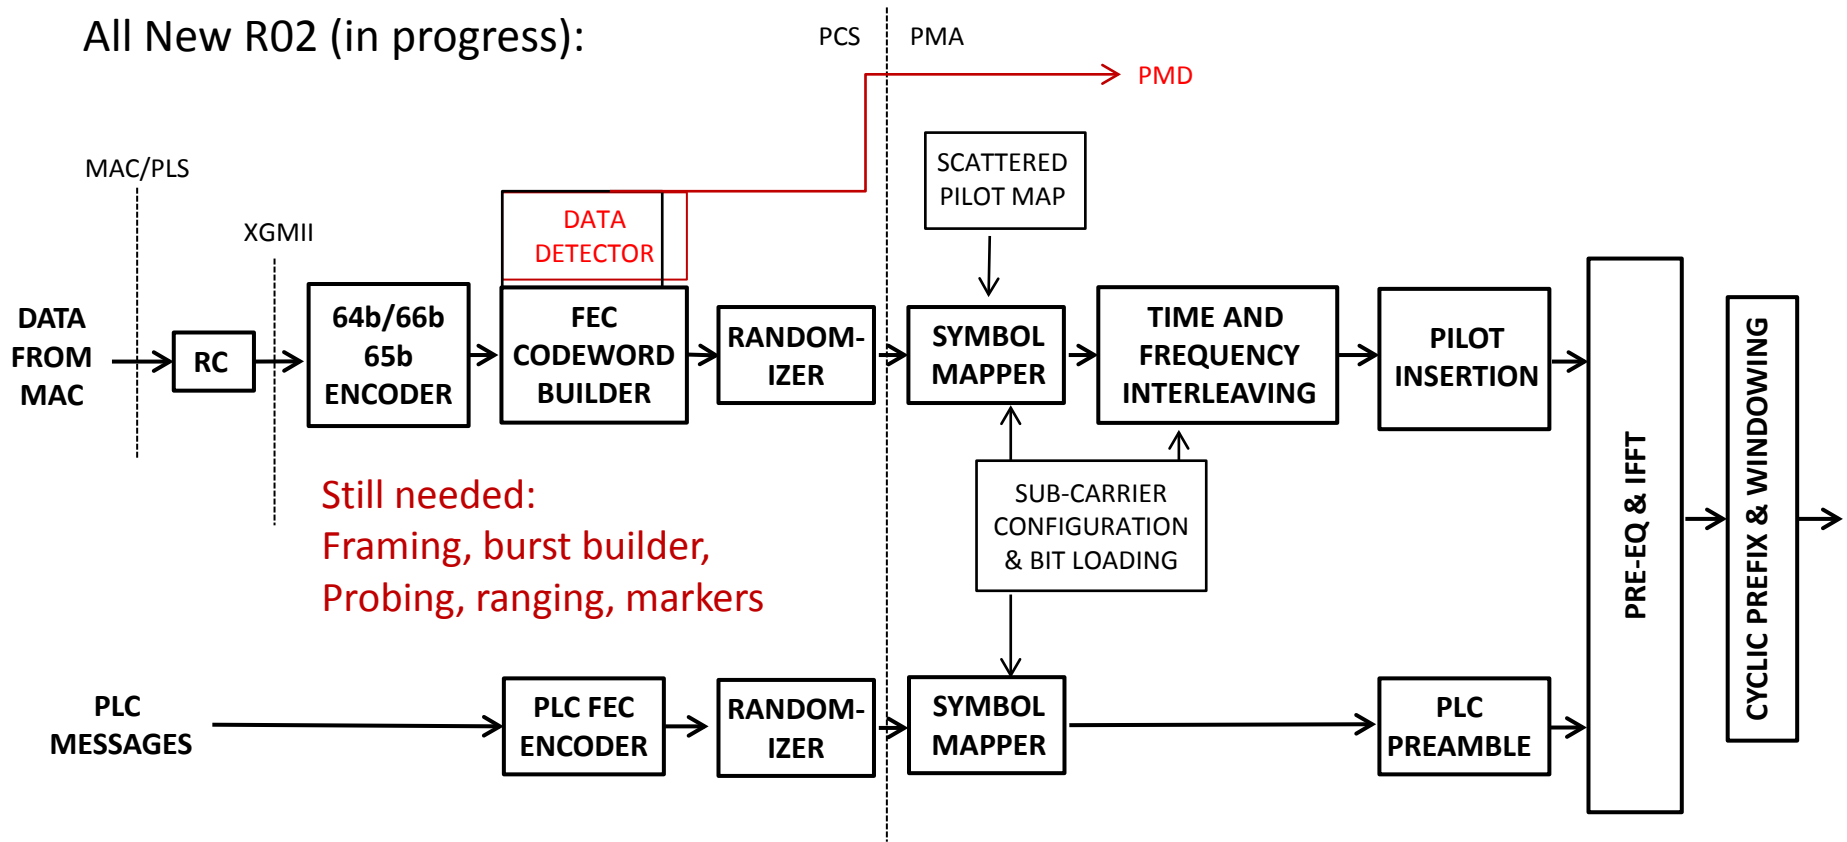 All New R02 (in progress):
PCS
PMA
PMD
MAC/PLS
XGMII
SCATTERED
PILOT MAP
DATA
DETECTOR
DATA
FROM
MAC
RC
64b/66b
65b
ENCODER
FEC
CODEWORD
BUILDER
RANDOM-
IZER
SYMBOL
MAPPER
TIME AND
FREQUENCY
INTERLEAVING
PILOT
INSERTION
PRE-EQ & IFFT
CYCLIC PREFIX & WINDOWING
Still needed:
Framing, burst builder,
Probing, ranging, markers
SUB-CARRIER
CONFIGURATION
& BIT LOADING
PLC
MESSAGES
PLC FEC
ENCODER
RANDOM-
IZER
SYMBOL
MAPPER
PLC
PREAMBLE